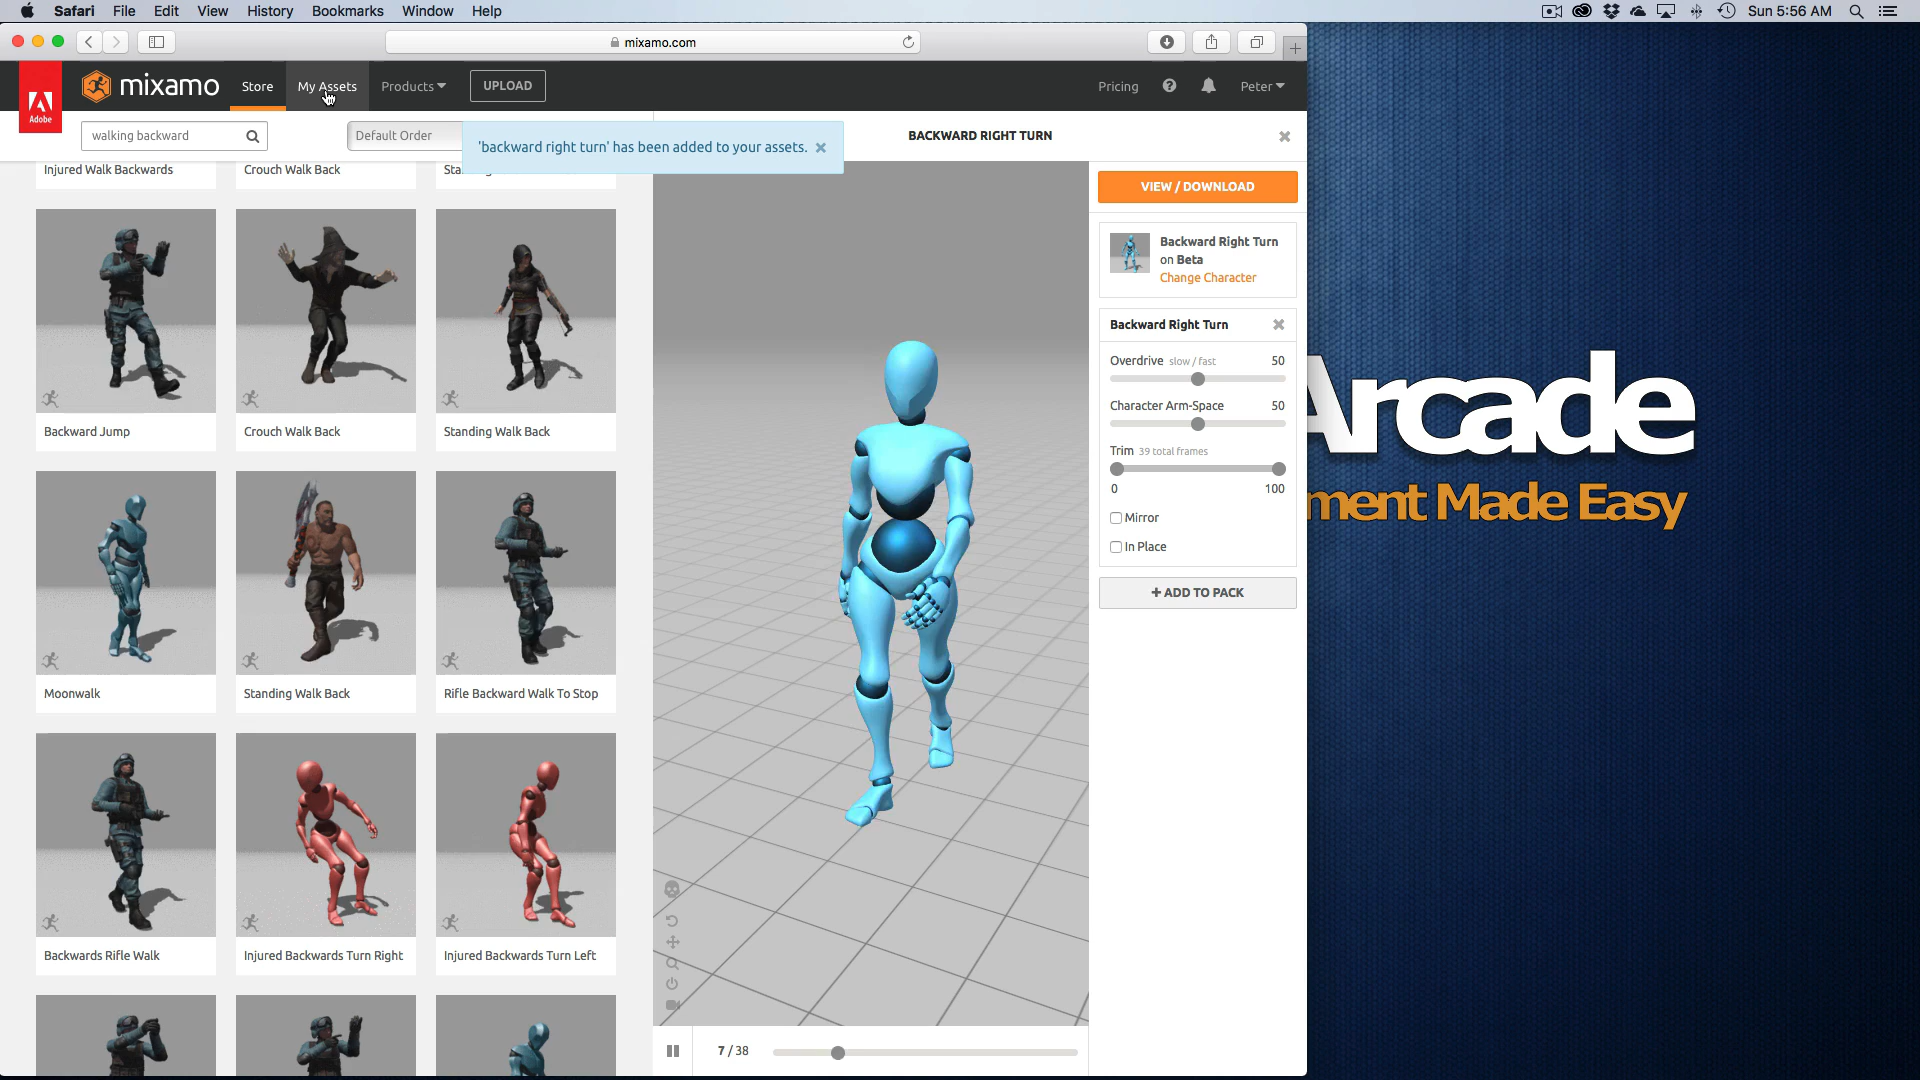 Safari File Edit View History Bookmarks Window Help Sun 5:56 AM
mixamo.com
Adobe
mixamo Store My Assets Products UPLOAD Pricing Peter
walking backward
Default Order
'backward right turn' has been added to your assets.
BACKWARD RIGHT TURN
Injured Walk Backwards
Crouch Walk Back
Backward Jump
Crouch Walk Back
Standing Walk Back
Moonwalk
Standing Walk Back
Rifle Backward Walk To Stop
Backwards Rifle Walk
Injured Backwards Turn Right
Injured Backwards Turn Left
7 / 38
VIEW / DOWNLOAD
Backward Right Turn
on Beta
Change Character
Backward Right Turn
Overdrive slow / fast 50
Character Arm-Space 50
Trim 39 total frames
0 100
Mirror
In Place
+ ADD TO PACK
Arcade
ment Made Easy